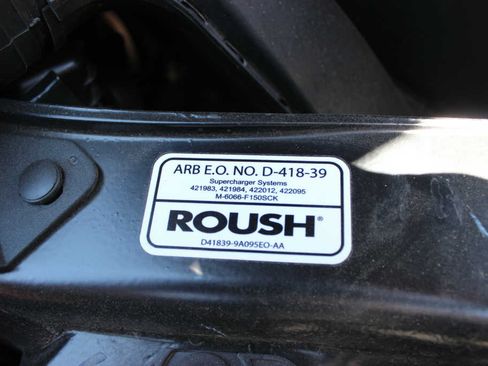 ARB E.O. NO. D-418-39
Supercharger Systems
421983, 421984, 422012, 422095
M-6066-F150SCK
ROUSH®
D41839-9A095EO-AA